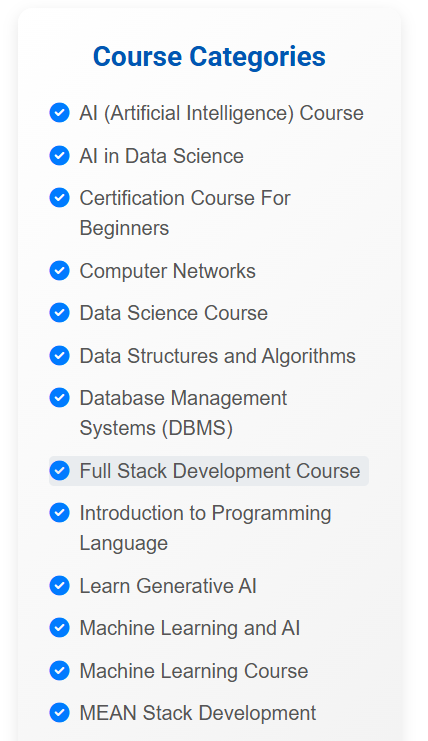 Course Categories
AI (Artificial Intelligence) Course
AI in Data Science
Certification Course For
Beginners
Computer Networks
Data Science Course
Data Structures and Algorithms
Database Management
Systems (DBMS)
Full Stack Development Course
Introduction to Programming
Language
Learn Generative AI
Machine Learning and AI
Machine Learning Course
MEAN Stack Development